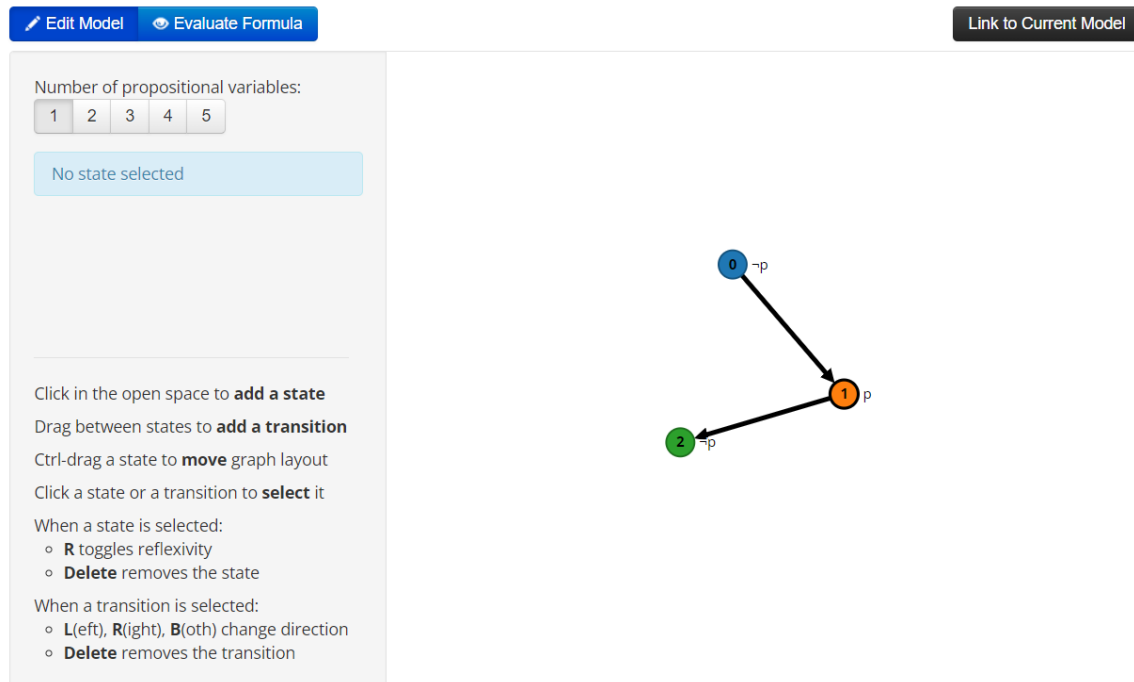 Edit Model
Evaluate Formula
Link to Current Model
Number of propositional variables:
1 2 3 4 5
No state selected
Click in the open space to add a state
Drag between states to add a transition
Ctrl-drag a state to move graph layout
Click a state or a transition to select it
When a state is selected:
R toggles reflexivity
Delete removes the state
When a transition is selected:
L(eft), R(ight), B(oth) change direction
Delete removes the transition
0 ¬p
1 p
2 ¬p